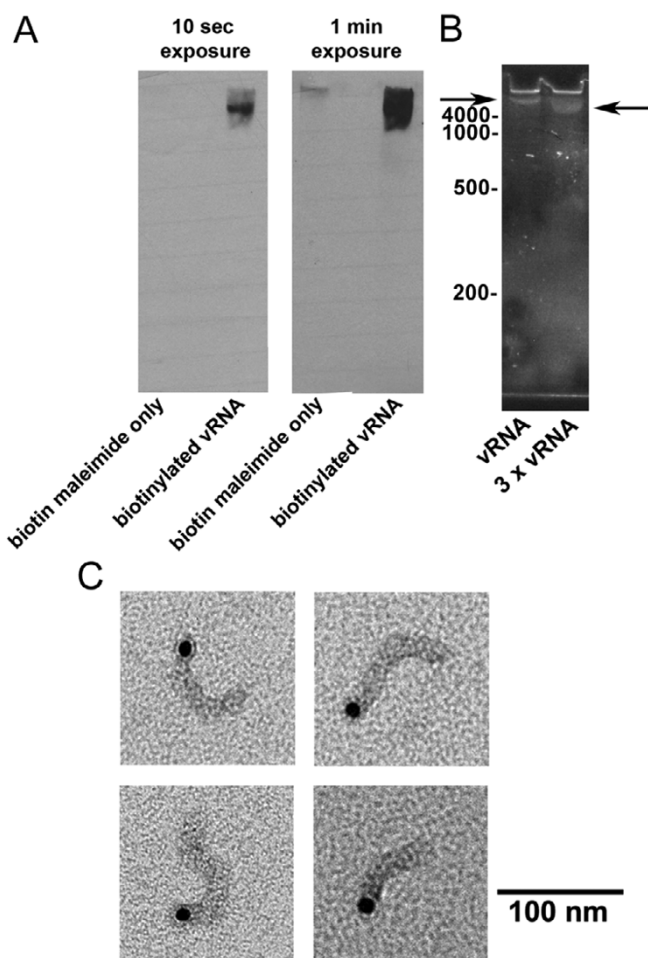 A
10 sec
exposure
1 min
exposure
B
4000-
1000-
500-
200-
biotin maleimide only
biotinylated vRNA
biotin maleimide only
biotinylated vRNA
vRNA
3 x vRNA
C
100 nm